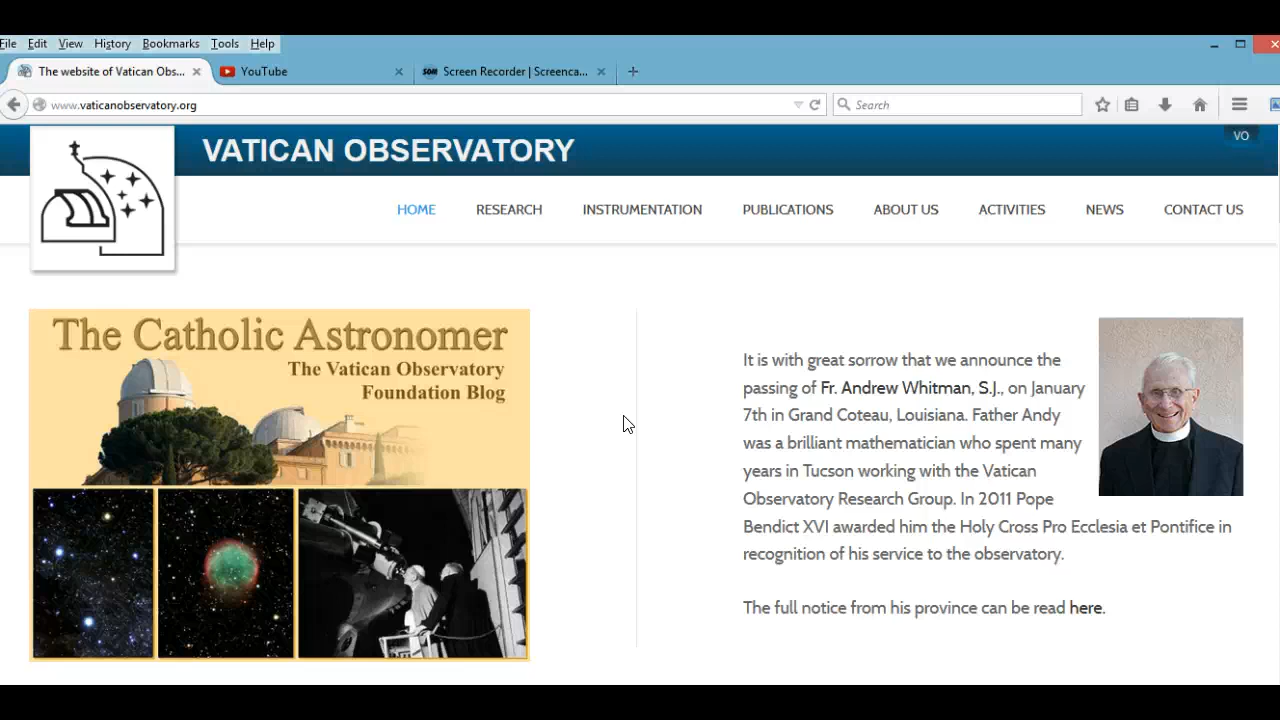 File Edit View History Bookmarks Tools Help
The website of Vatican Obs...
YouTube
SOM Screen Recorder | Screenca...
www.vaticanobservatory.org
Search
VATICAN OBSERVATORY
VO
HOME RESEARCH INSTRUMENTATION PUBLICATIONS ABOUT US ACTIVITIES NEWS CONTACT US
The Catholic Astronomer
The Vatican Observatory
Foundation Blog
It is with great sorrow that we announce the
passing of Fr. Andrew Whitman, S.J., on January
7th in Grand Coteau, Louisiana. Father Andy
was a brilliant mathematician who spent many
years in Tucson working with the Vatican
Observatory Research Group. In 2011 Pope
Bendict XVI awarded him the Holy Cross Pro Ecclesia et Pontifice in
recognition of his service to the observatory.
The full notice from his province can be read here.